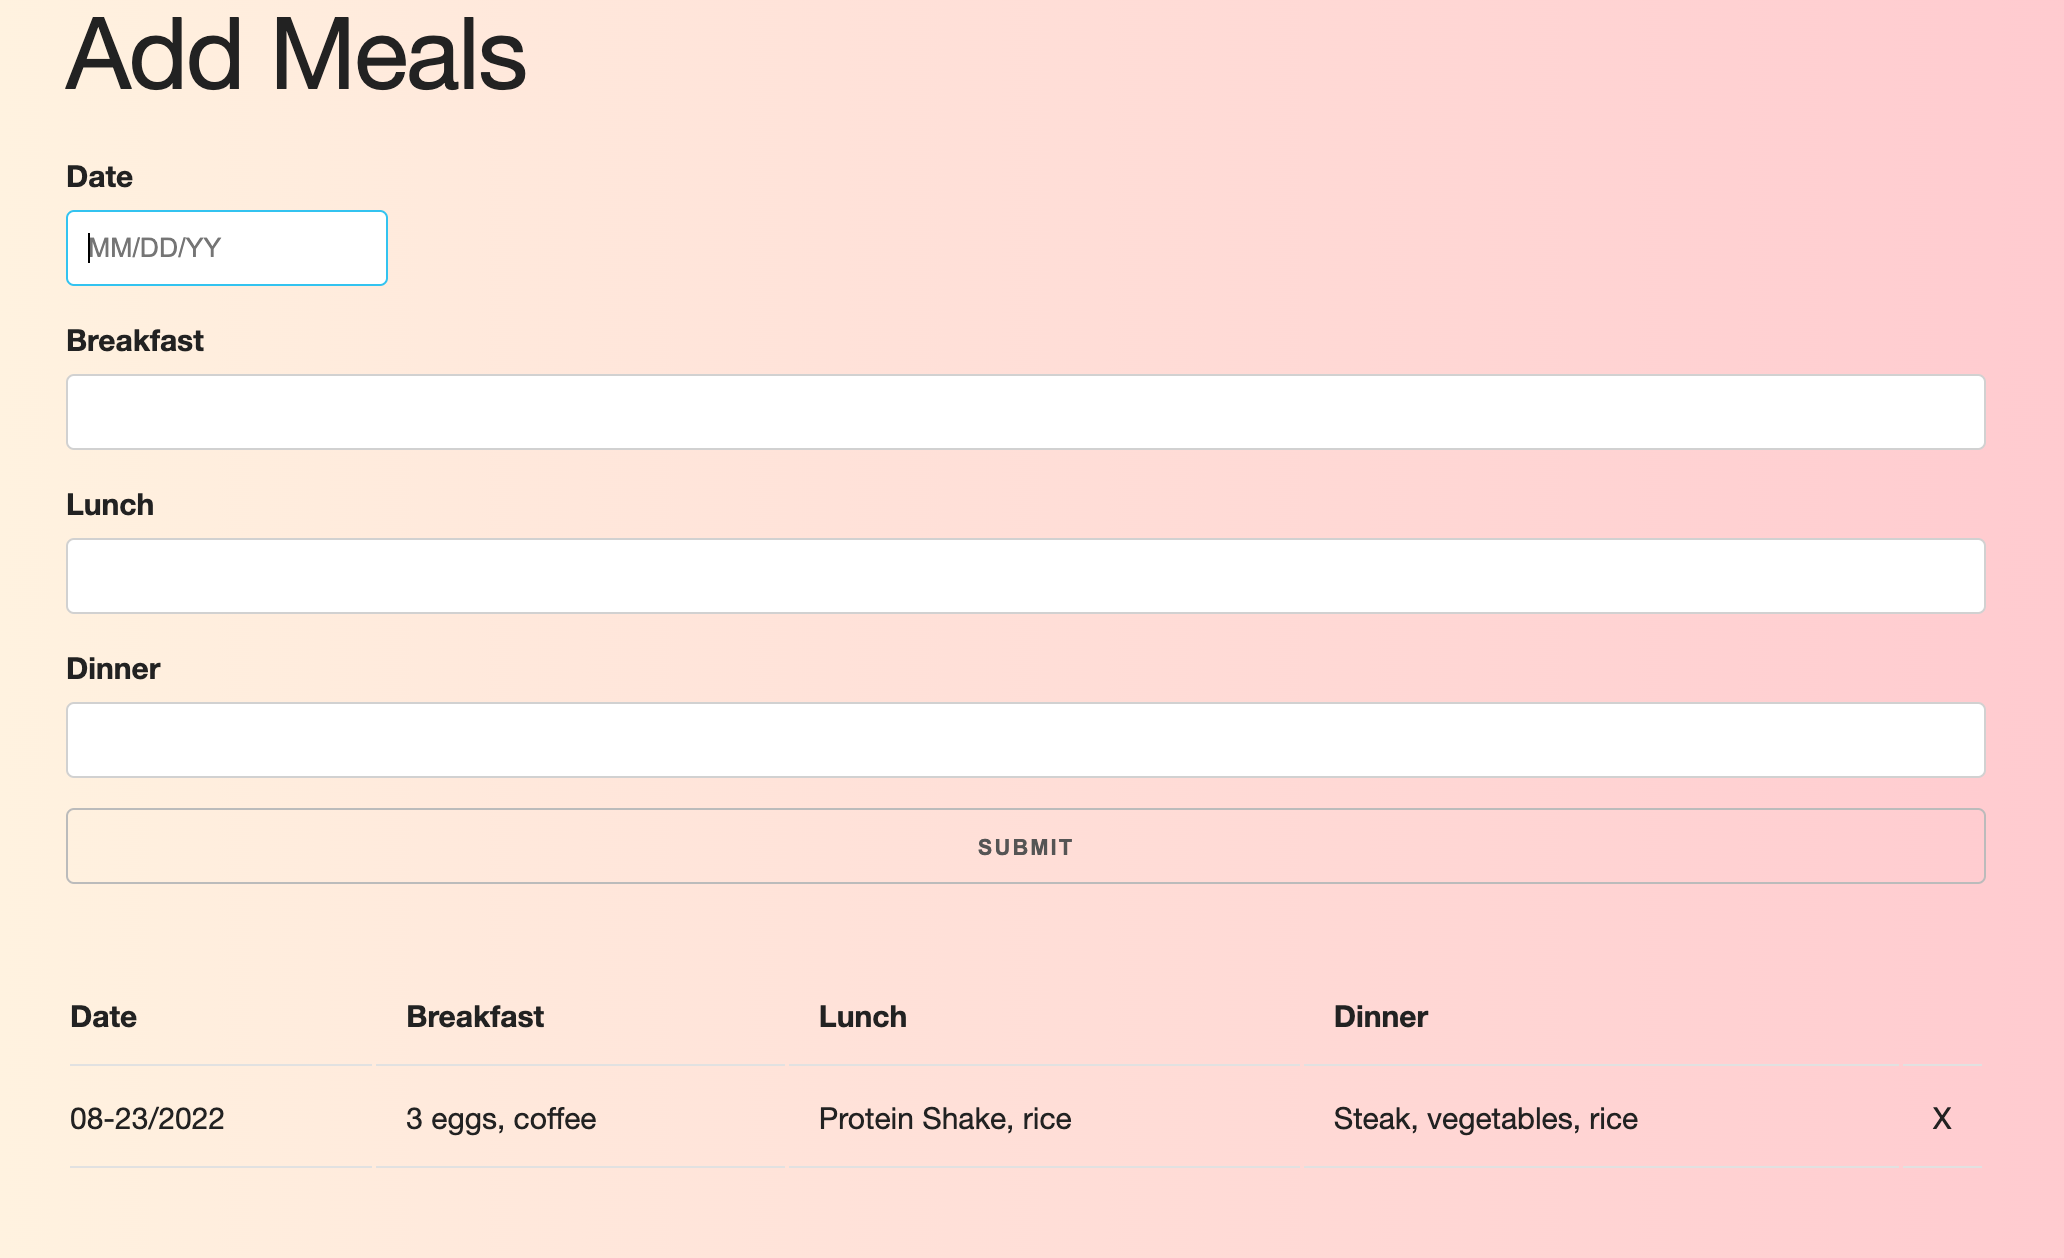 Add Meals
Date
MM/DD/YY
Breakfast
Lunch
Dinner
SUBMIT
Date Breakfast Lunch Dinner
08-23/2022 3 eggs, coffee Protein Shake, rice Steak, vegetables, rice X